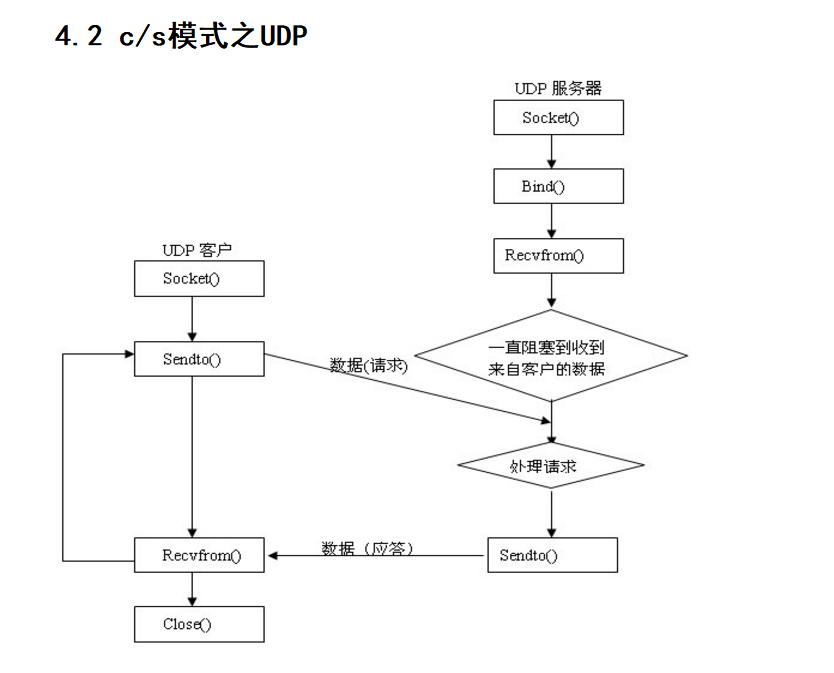 4.2 c/s模式之UDP
UDP 服务器
Socket()
Bind()
Recvfrom()
一直阻塞到收到
来自客户的数据
处理请求
Sendto()
UDP 客户
Socket()
Sendto()
数据(请求)
Recvfrom()
数据（应答）
Close()